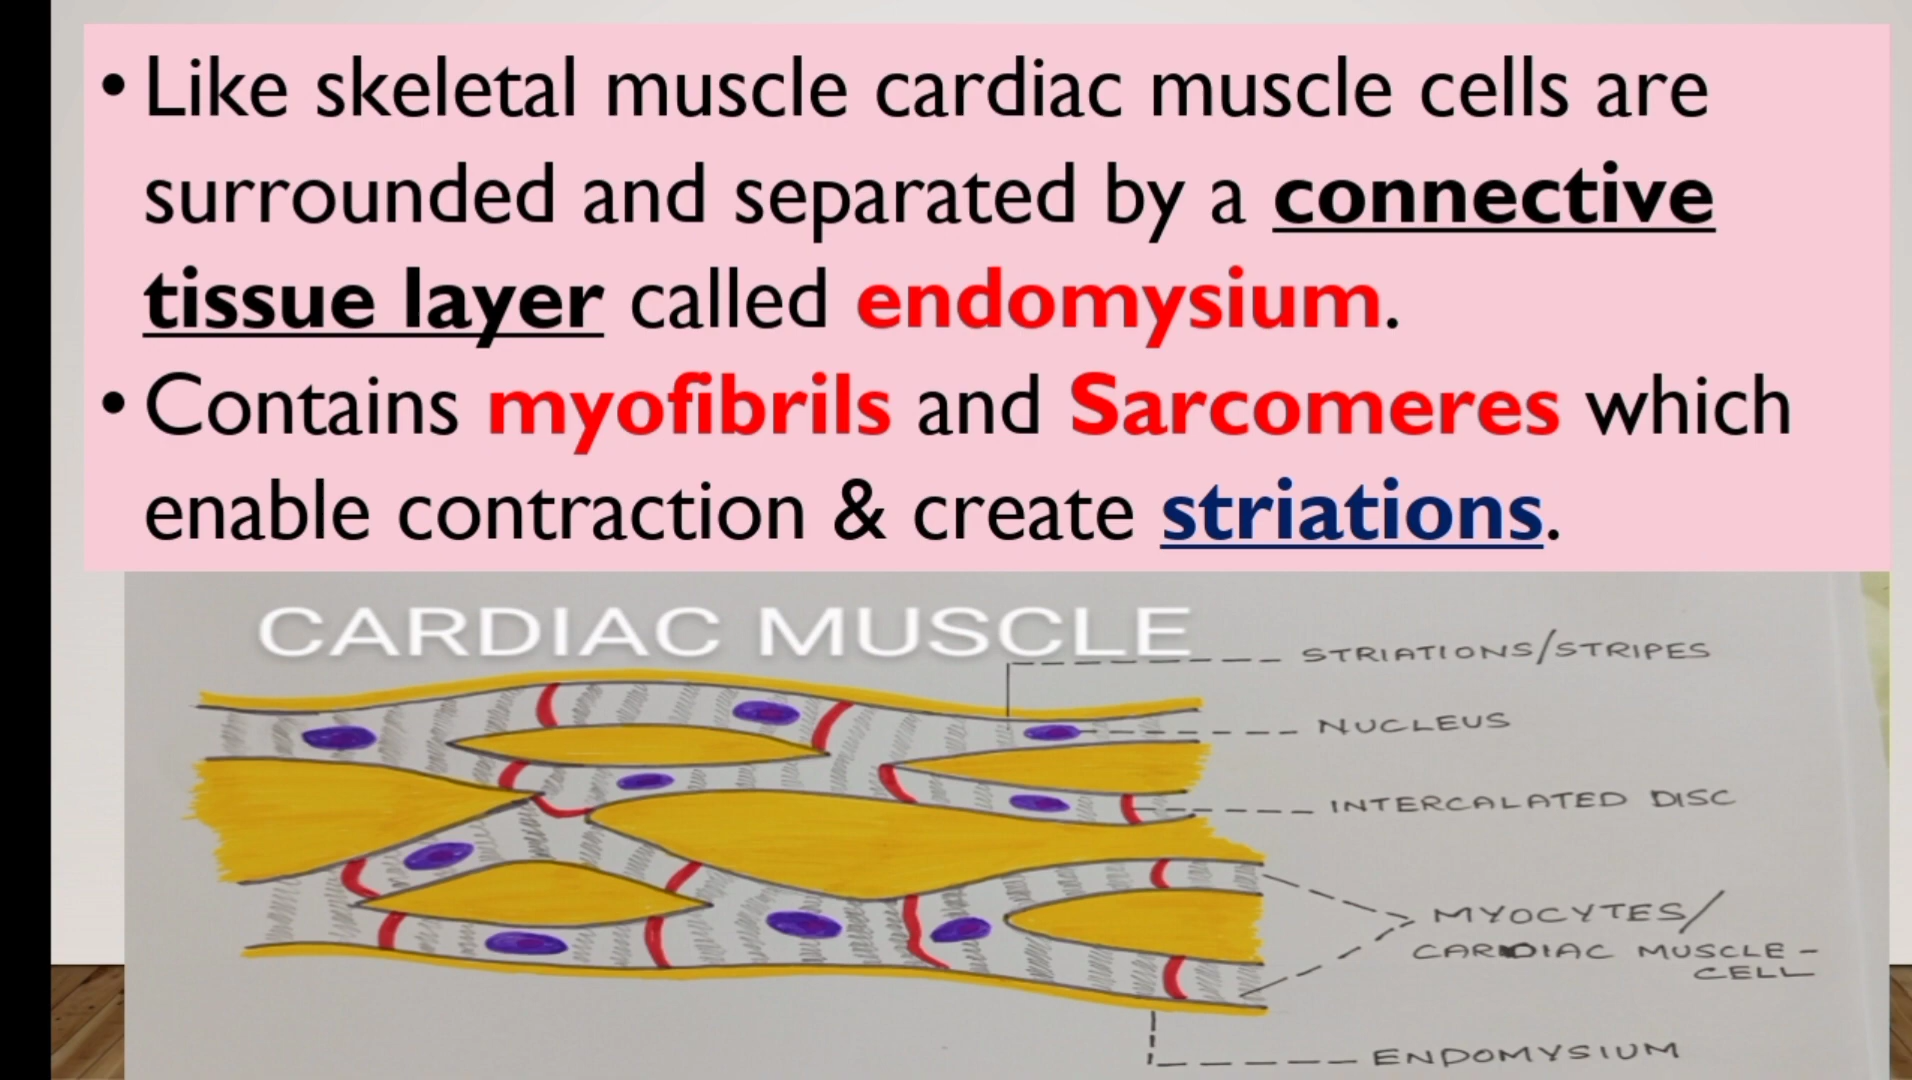 • Like skeletal muscle cardiac muscle cells are
surrounded and separated by a connective
tissue layer called endomysium.
• Contains myofibrils and Sarcomeres which
enable contraction & create striations.
CARDIAC MUSCLE
STRIATIONS/STRIPES
NUCLEUS
INTERCALATED DISC
MYOCYTES/
CARDIAC MUSCLE-
CELL
ENDOMYSIUM